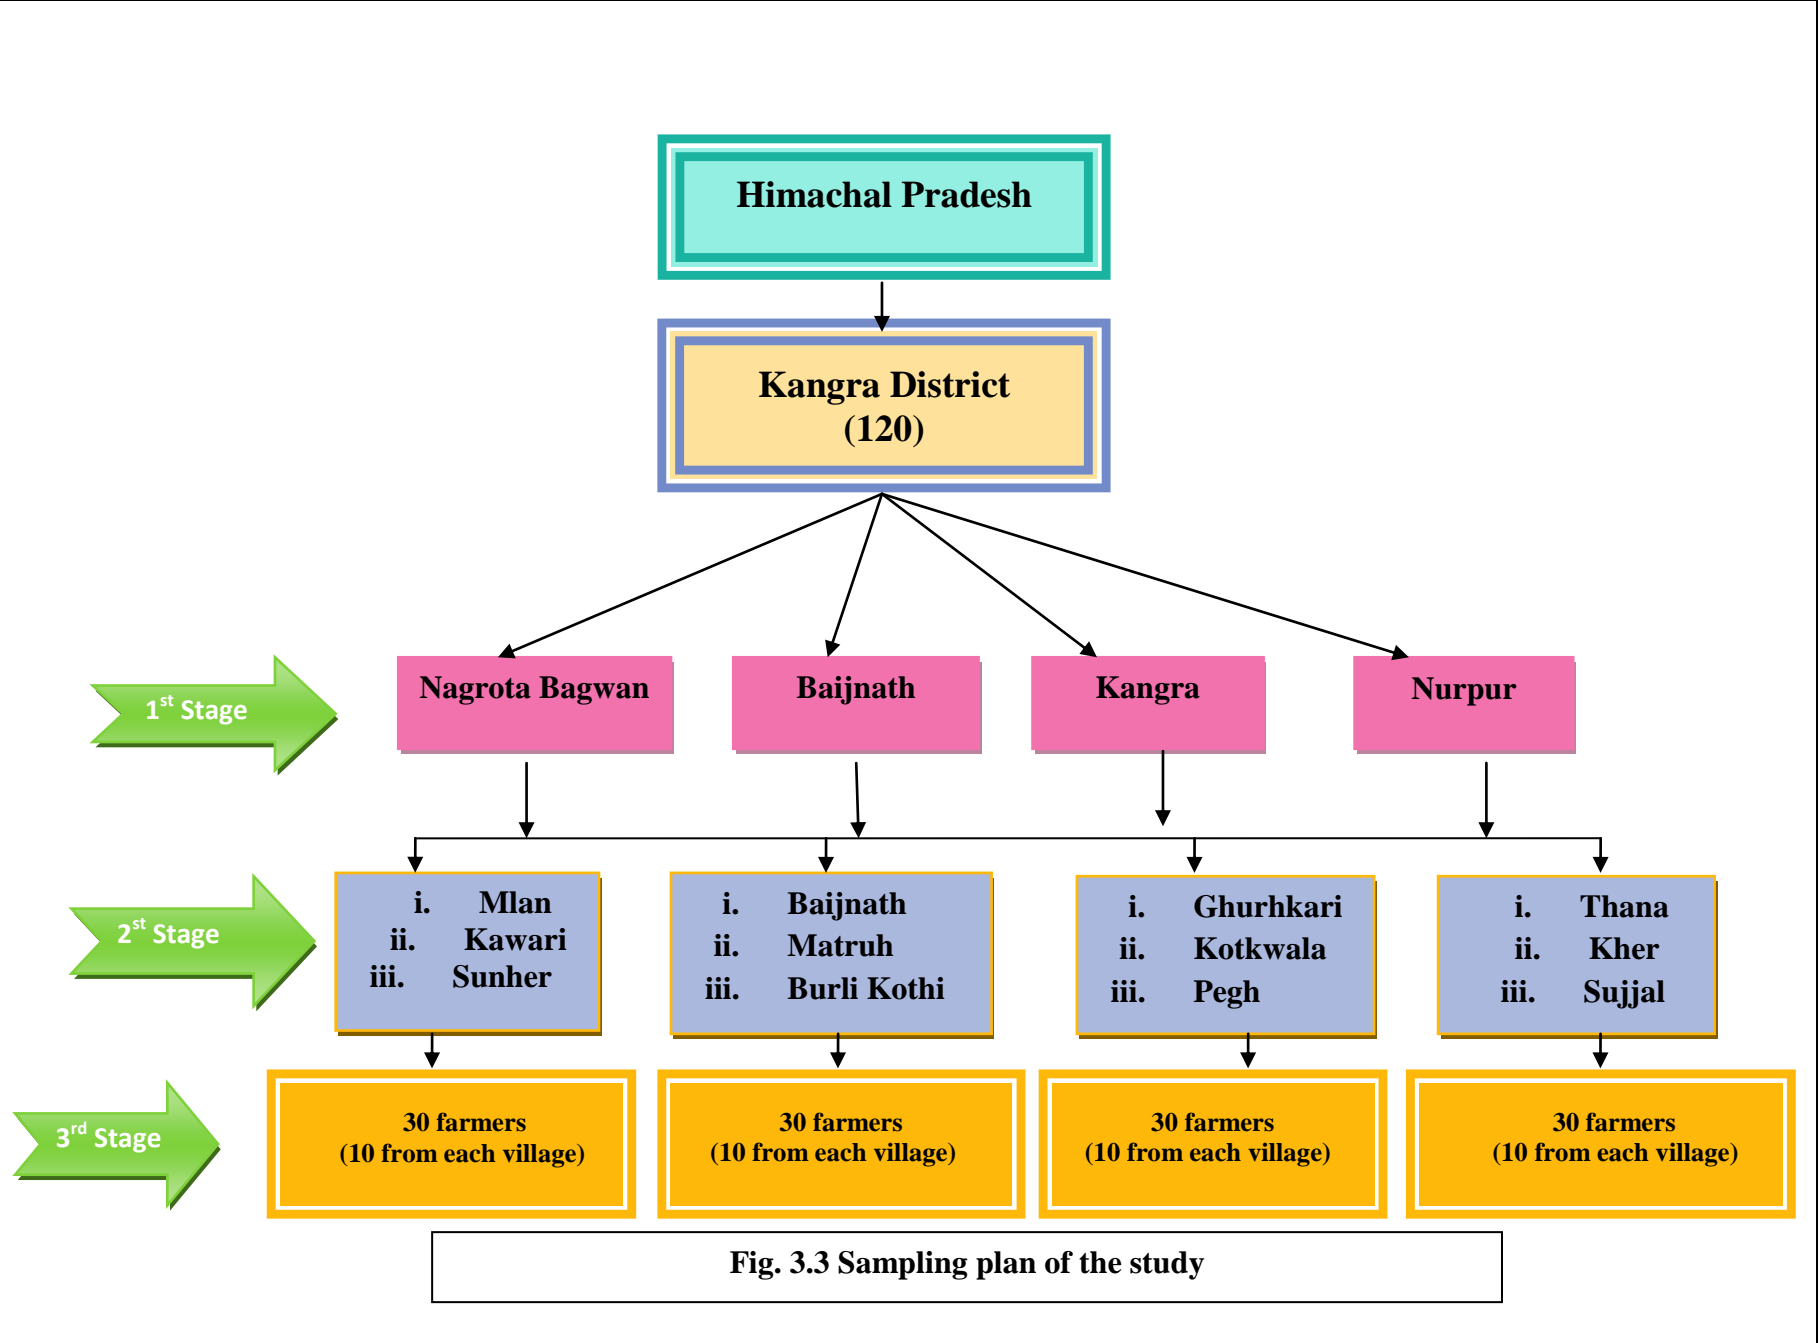 Himachal Pradesh
Kangra District
(120)
1st Stage
Nagrota Bagwan
Baijnath
Kangra
Nurpur
2st Stage
i. Mlan
ii. Kawari
iii. Sunher
i. Baijnath
ii. Matruh
iii. Burli Kothi
i. Ghurhkari
ii. Kotkwala
iii. Pegh
i. Thana
ii. Kher
iii. Sujjal
3rd Stage
30 farmers
(10 from each village)
30 farmers
(10 from each village)
30 farmers
(10 from each village)
30 farmers
(10 from each village)
Fig. 3.3 Sampling plan of the study